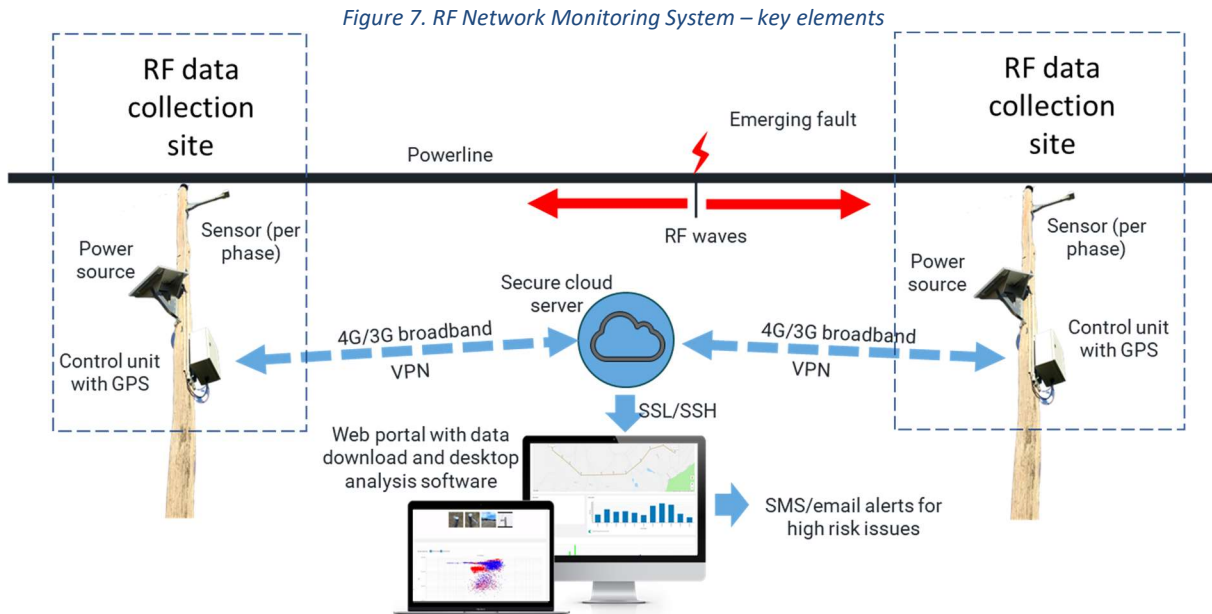 Figure 7. RF Network Monitoring System – key elements
RF data
collection
site
Powerline
Emerging fault
RF data
collection
site
Sensor (per
phase)
Power
source
RF waves
Sensor (per
phase)
Power
source
Secure cloud
server
4G/3G broadband
VPN
4G/3G broadband
VPN
Control unit
with GPS
Control unit
with GPS
SSL/SSH
Web portal with data
download and desktop
analysis software
SMS/email alerts for
high risk issues